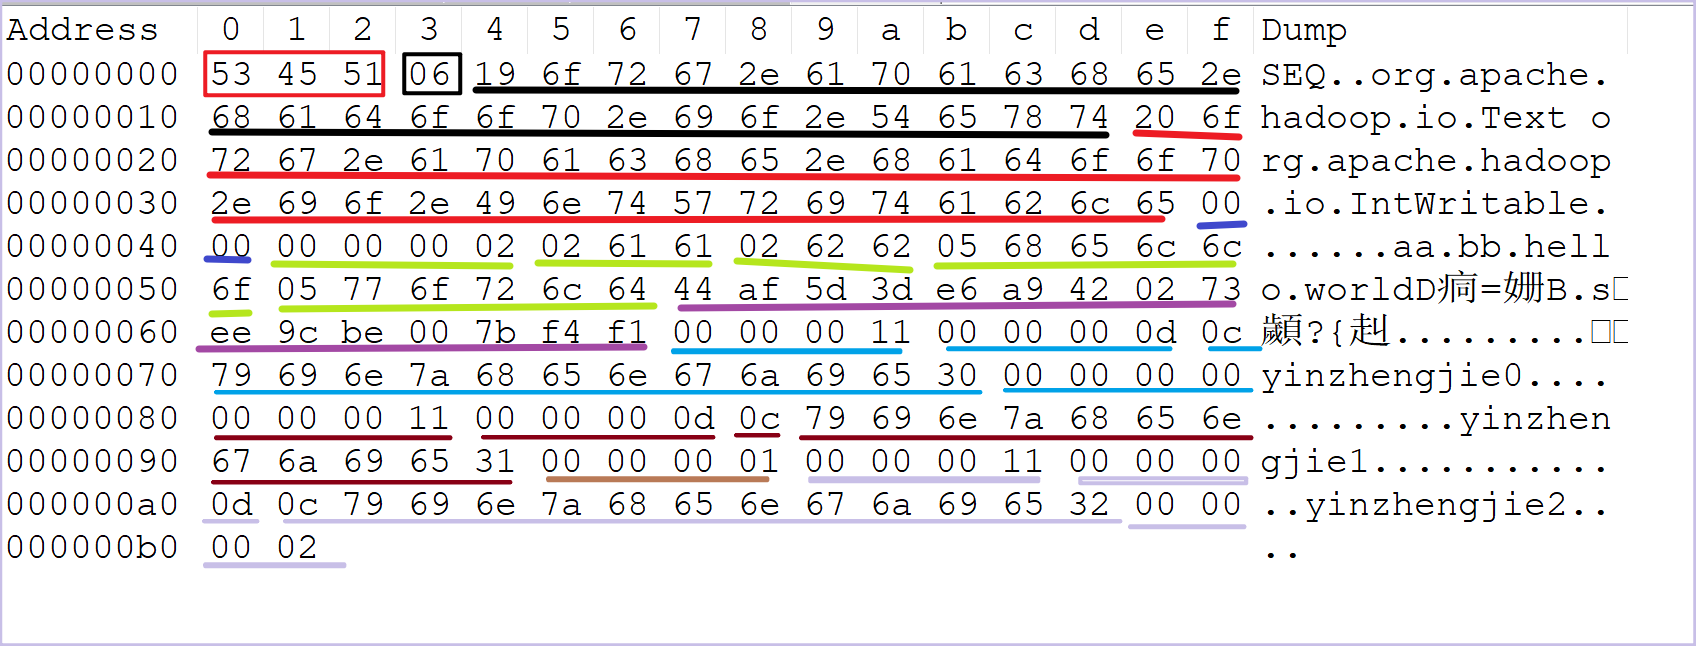 Address 0 1 2 3 4 5 6 7 8 9 a b c d e f Dump
00000000 53 45 51 06 19 6f 72 67 2e 61 70 61 63 68 65 2e SEQ..org.apache.
00000010 68 61 64 6f 6f 70 2e 69 6f 2e 54 65 78 74 20 6f hadoop.io.Text o
00000020 72 67 2e 61 70 61 63 68 65 2e 68 61 64 6f 6f 70 rg.apache.hadoop
00000030 2e 69 6f 2e 49 6e 74 57 72 69 74 61 62 6c 65 00 .io.IntWritable.
00000040 00 00 00 00 02 02 61 61 02 62 62 05 68 65 6c 6c ......aa.bb.hell
00000050 6f 05 77 6f 72 6c 64 44 af 5d 3d e6 a9 42 02 73 o.worldD痌=姗B.s□
00000060 ee 9c be 00 7b f4 f1 00 00 00 11 00 00 00 0d 0c 顢?{赳.........□□
00000070 79 69 6e 7a 68 65 6e 67 6a 69 65 30 00 00 00 00 yinzhengjie0....
00000080 00 00 00 11 00 00 00 0d 0c 79 69 6e 7a 68 65 6e .........yinzhen
00000090 67 6a 69 65 31 00 00 00 01 00 00 00 11 00 00 00 gjie1...........
000000a0 0d 0c 79 69 6e 7a 68 65 6e 67 6a 69 65 32 00 00 ..yinzhengjie2..
000000b0 00 02 ..